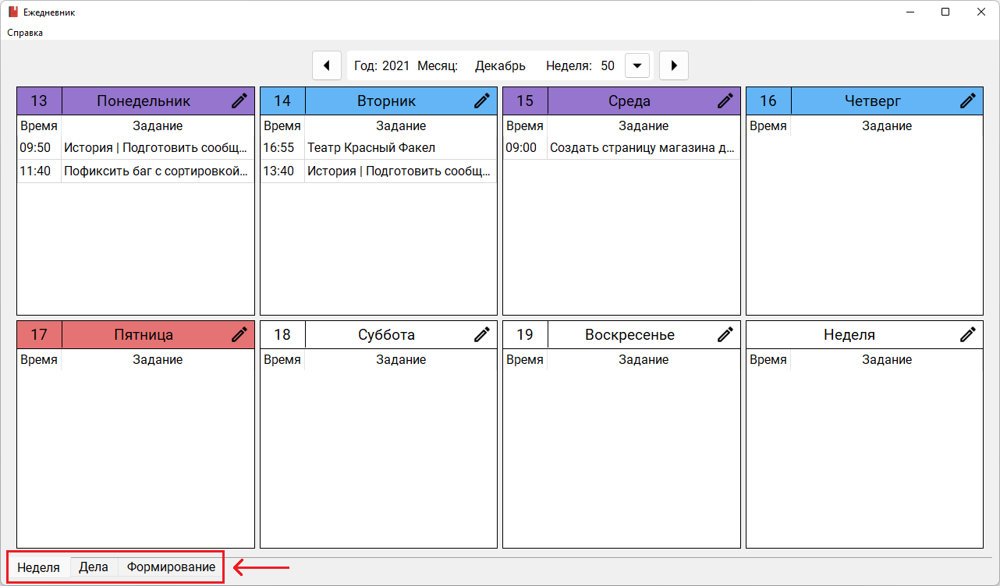 Ежедневник
Справка
Год: 2021 Месяц: Декабрь Неделя: 50
13 Понедельник
Время Задание
09:50 История | Подготовить сообщ...
11:40 Пофиксить баг с сортировкой...
14 Вторник
Время Задание
16:55 Театр Красный Факел
13:40 История | Подготовить сообщ...
15 Среда
Время Задание
09:00 Создать страницу магазина д...
16 Четверг
Время Задание
17 Пятница
Время Задание
18 Суббота
Время Задание
19 Воскресенье
Время Задание
Неделя
Время Задание
Неделя Дела Формирование